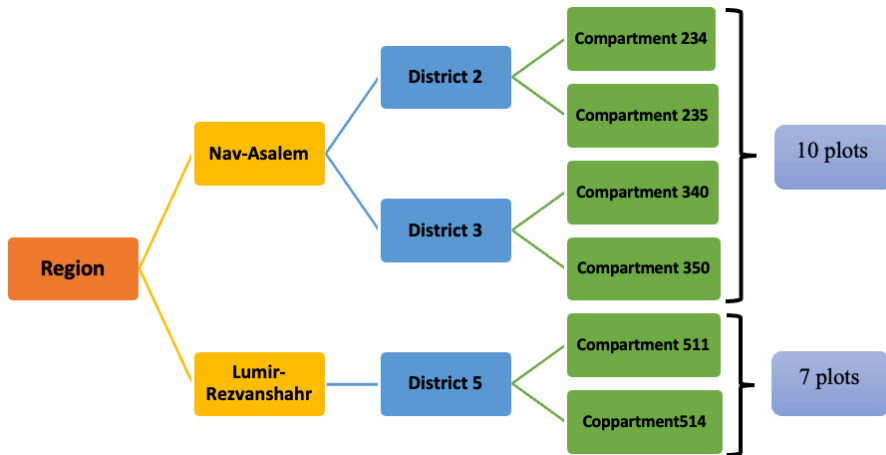 Region
Nav-Asalem
Lumir-
Rezvanshahr
District 2
District 3
District 5
Compartment 234
Compartment 235
Compartment 340
Compartment 350
Compartment 511
Coppartment514
10 plots
7 plots